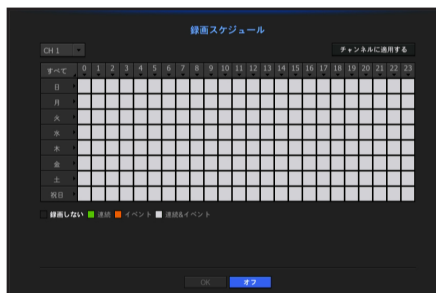 録画スケジュール
CH 1 チャンネルに適用する
すべて 0 1 2 3 4 5 6 7 8 9 10 11 12 13 14 15 16 17 18 19 20 21 22 23
日
月
火
水
木
金
土
祝日
録画しない 連続 イベント 連続&イベント
OK オフ